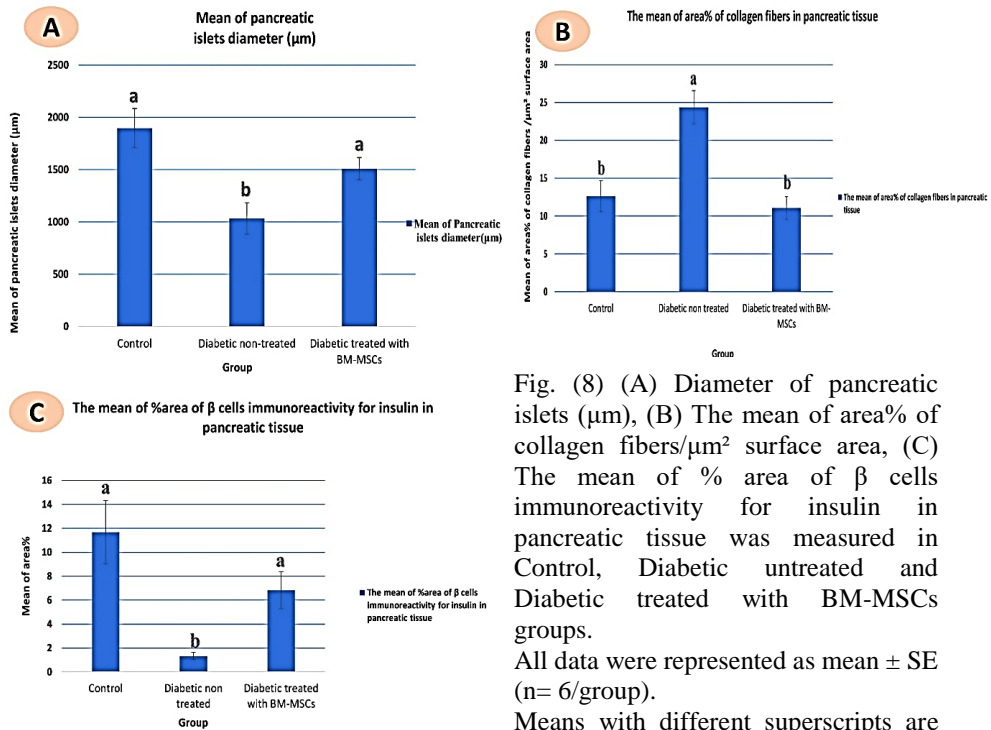 A
Mean of pancreatic
islets diameter (µm)
Mean of pancreatic islets diameter (µm)
2500
2000
1500
1000
500
0
a
b
a
Control
Diabetic non-treated
Diabetic treated with BM-MSCs
Group
Mean of Pancreatic
islets diameter(µm)
B
The mean of area% of collagen fibers in pancreatic tissue
Mean of area% of collagen fibers /µm² surface area
30
25
20
15
10
5
0
b
a
b
Control
Diabetic non treated
Diabetic treated with BM-
MSCs
Group
The mean of area% of collagen fibers in pancreatic
tissue
C
The mean of %area of β cells immunoreactivity for insulin in
pancreatic tissue
Mean of area%
16
14
12
10
8
6
4
2
0
a
b
a
Control
Diabetic non
treated
Diabetic treated
with BM-MSCs
Group
The mean of %area of β cells
immunoreactivity for insulin in
pancreatic tissue
Fig. (8) (A) Diameter of pancreatic
islets (µm), (B) The mean of area% of
collagen fibers/µm² surface area, (C)
The mean of % area of β cells
immunoreactivity for insulin in
pancreatic tissue was measured in
Control, Diabetic untreated and
Diabetic treated with BM-MSCs
groups.
All data were represented as mean ± SE
(n= 6/group).
Means with different superscripts are